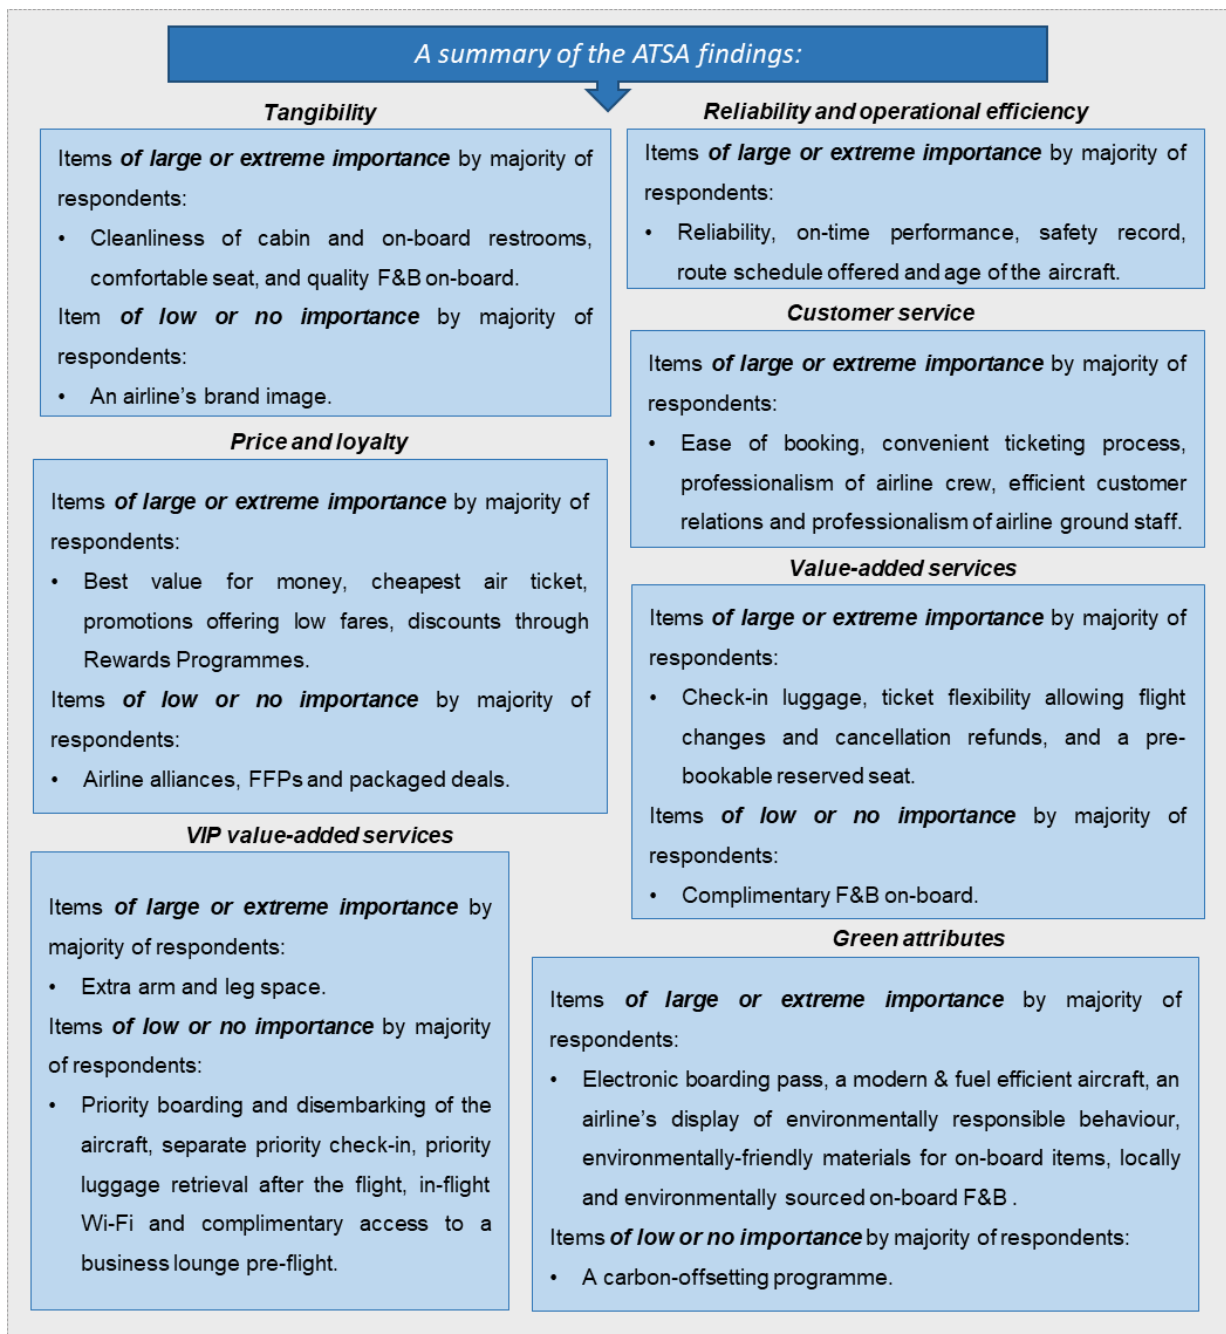 A summary of the ATSA findings:
Tangibility
Items of large or extreme importance by majority of
respondents:
• Cleanliness of cabin and on-board restrooms,
comfortable seat, and quality F&B on-board.
Item of low or no importance by majority of
respondents:
• An airline's brand image.
Reliability and operational efficiency
Items of large or extreme importance by majority of
respondents:
• Reliability, on-time performance, safety record,
route schedule offered and age of the aircraft.
Customer service
Items of large or extreme importance by majority of
respondents:
• Ease of booking, convenient ticketing process,
professionalism of airline crew, efficient customer
relations and professionalism of airline ground staff.
Price and loyalty
Items of large or extreme importance by majority of
respondents:
• Best value for money, cheapest air ticket,
promotions offering low fares, discounts through
Rewards Programmes.
Items of low or no importance by majority of
respondents:
• Airline alliances, FFPs and packaged deals.
Value-added services
Items of large or extreme importance by majority of
respondents:
• Check-in luggage, ticket flexibility allowing flight
changes and cancellation refunds, and a pre-
bookable reserved seat.
Items of low or no importance by majority of
respondents:
• Complimentary F&B on-board.
VIP value-added services
Items of large or extreme importance by
majority of respondents:
• Extra arm and leg space.
Items of low or no importance by majority
of respondents:
• Priority boarding and disembarking of the
aircraft, separate priority check-in, priority
luggage retrieval after the flight, in-flight
Wi-Fi and complimentary access to a
business lounge pre-flight.
Green attributes
Items of large or extreme importance by majority of
respondents:
• Electronic boarding pass, a modern & fuel efficient aircraft, an
airline's display of environmentally responsible behaviour,
environmentally-friendly materials for on-board items, locally
and environmentally sourced on-board F&B .
Items of low or no importance by majority of respondents:
• A carbon-offsetting programme.